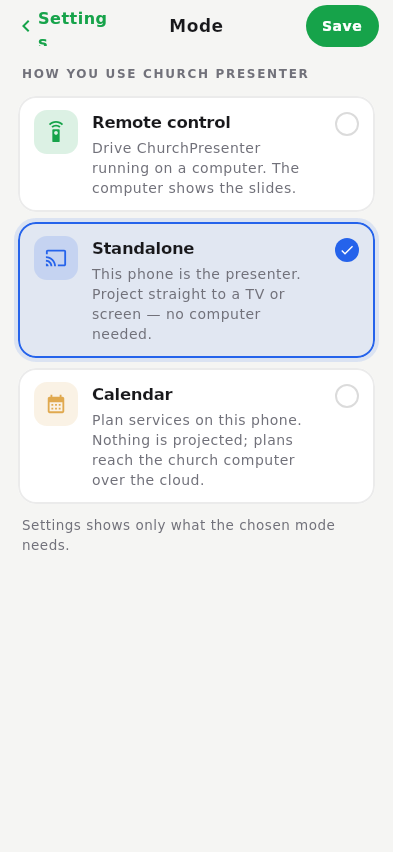 Setting
s
Mode
Save
HOW YOU USE CHURCH PRESENTER
Remote control
Drive ChurchPresenter
running on a computer. The
computer shows the slides.
Standalone
This phone is the presenter.
Project straight to a TV or
screen — no computer
needed.
Calendar
Plan services on this phone.
Nothing is projected; plans
reach the church computer
over the cloud.
Settings shows only what the chosen mode
needs.